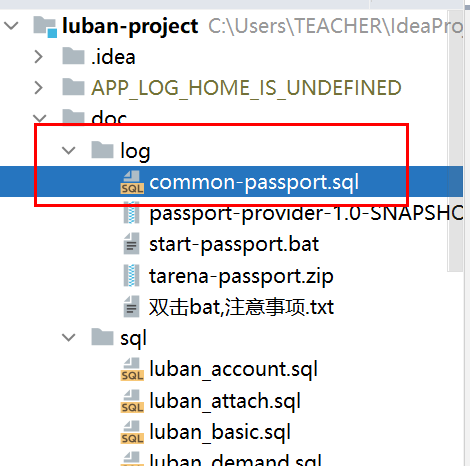 luban-project C:\Users\TEACHER\IdeaProj
.idea
APP_LOG_HOME_IS_UNDEFINED
doc
log
SQL common-passport.sql
passport-provider-1.0-SNAPSHO
start-passport.bat
tarena-passport.zip
双击bat,注意事项.txt
sql
SQL luban_account.sql
SQL luban_attach.sql
SQL luban_basic.sql
luban_demand.sql